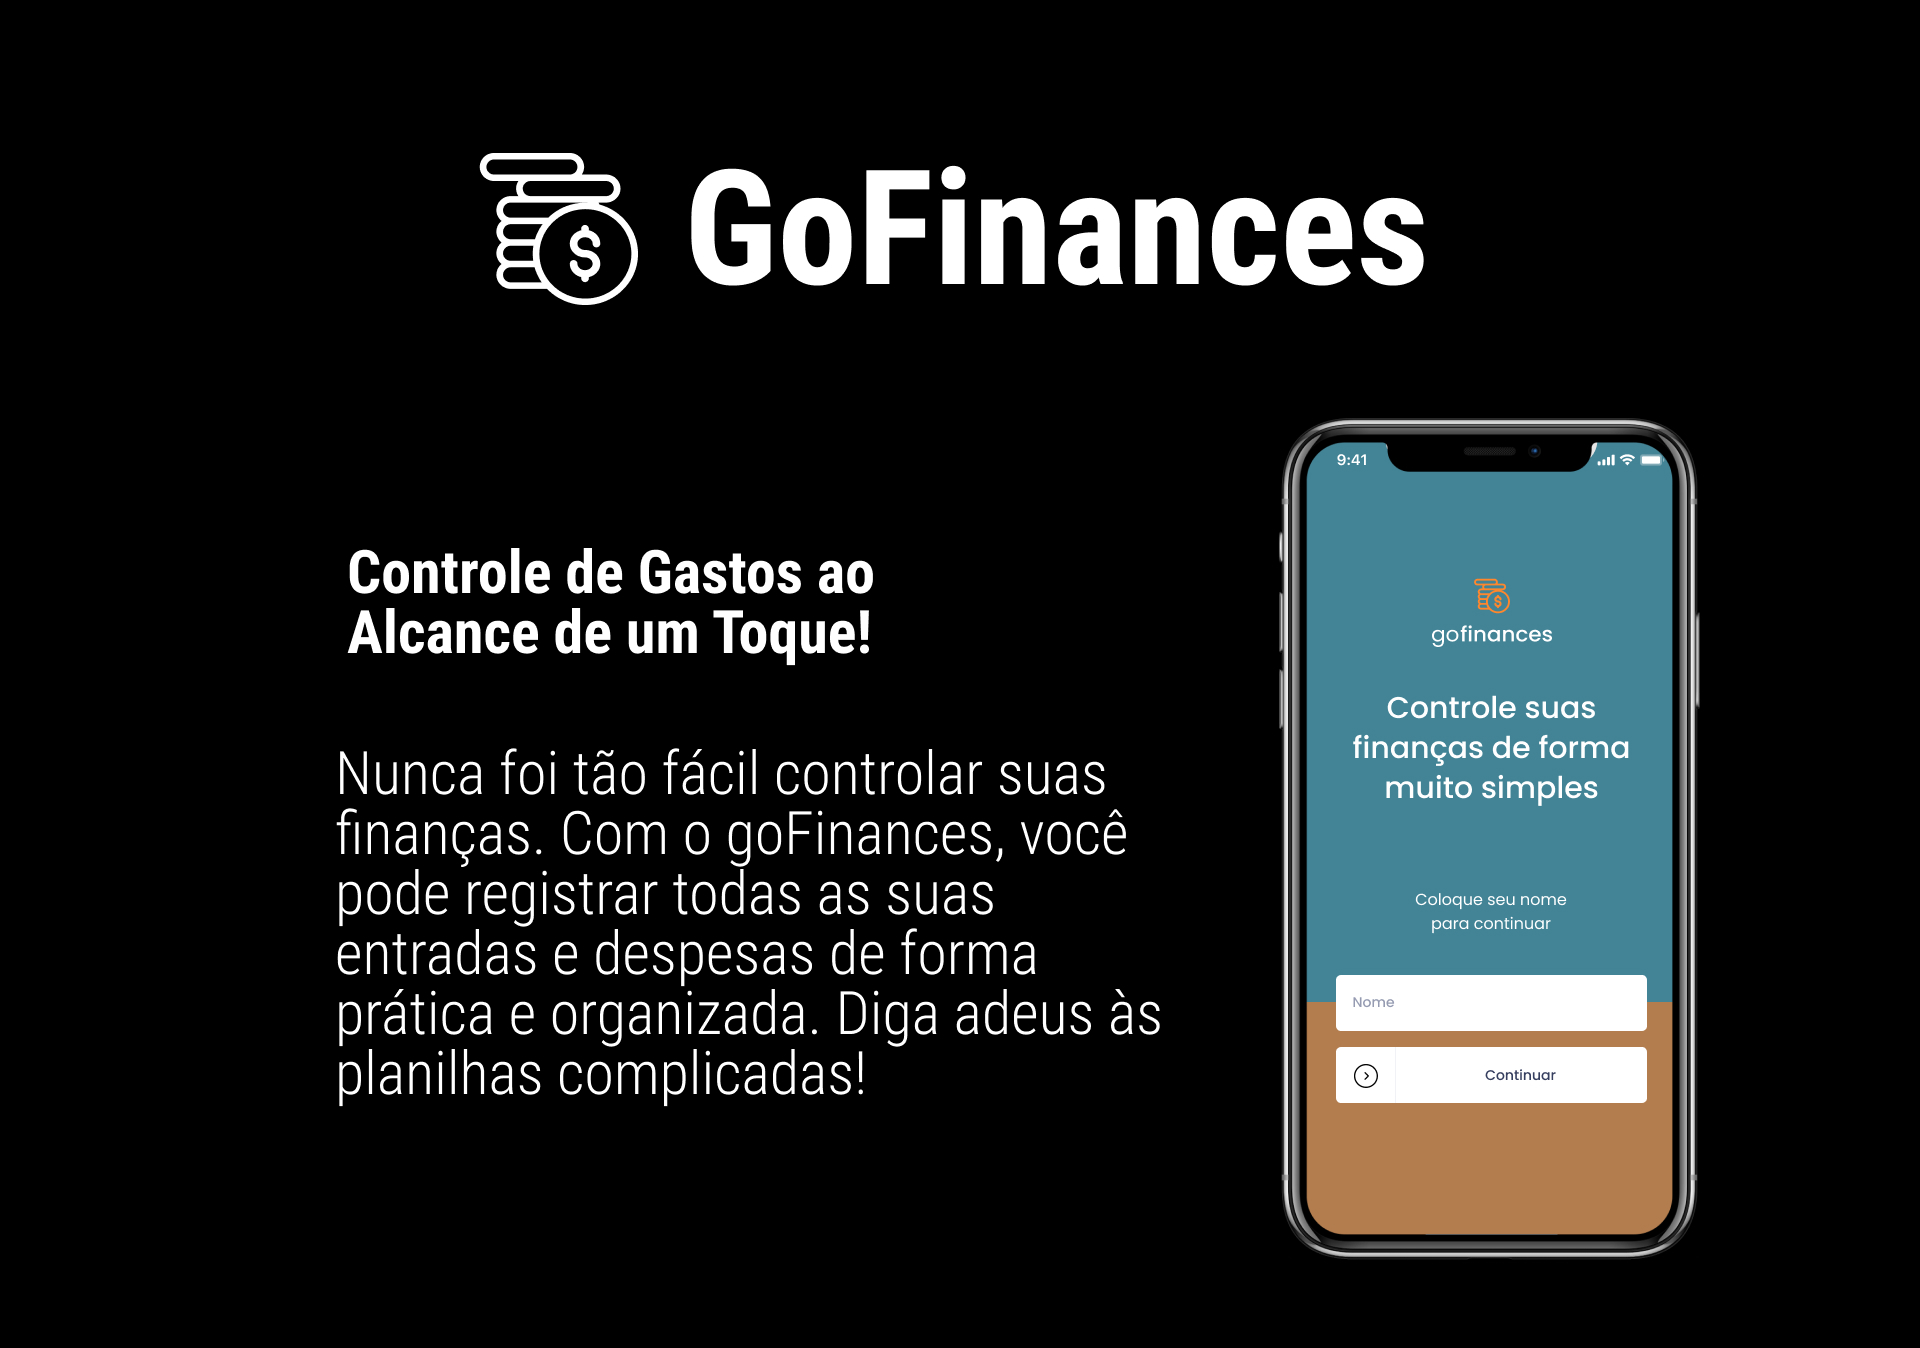 $ GoFinances
Controle de Gastos ao
Alcance de um Toque!
Nunca foi tão fácil controlar suas
finanças. Com o goFinances, você
pode registrar todas as suas
entradas e despesas de forma
prática e organizada. Diga adeus às
planilhas complicadas!
9:41
$
gofinances
Controle suas
finanças de forma
muito simples
Coloque seu nome
para continuar
Nome
Continuar